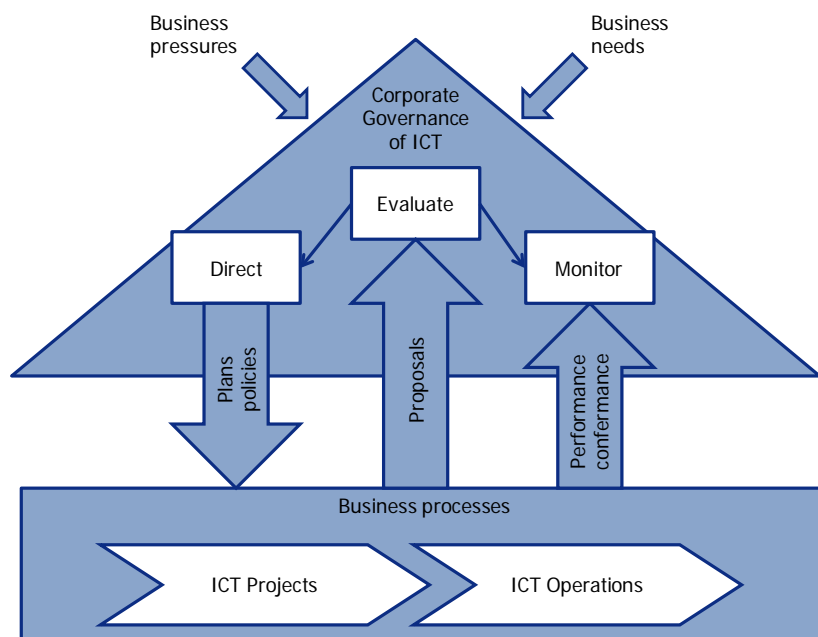 Business
pressures
Business
needs
Corporate
Governance
of ICT
Evaluate
Direct
Monitor
Plans
policies
Proposals
Performance
confermance
Business processes
ICT Projects
ICT Operations